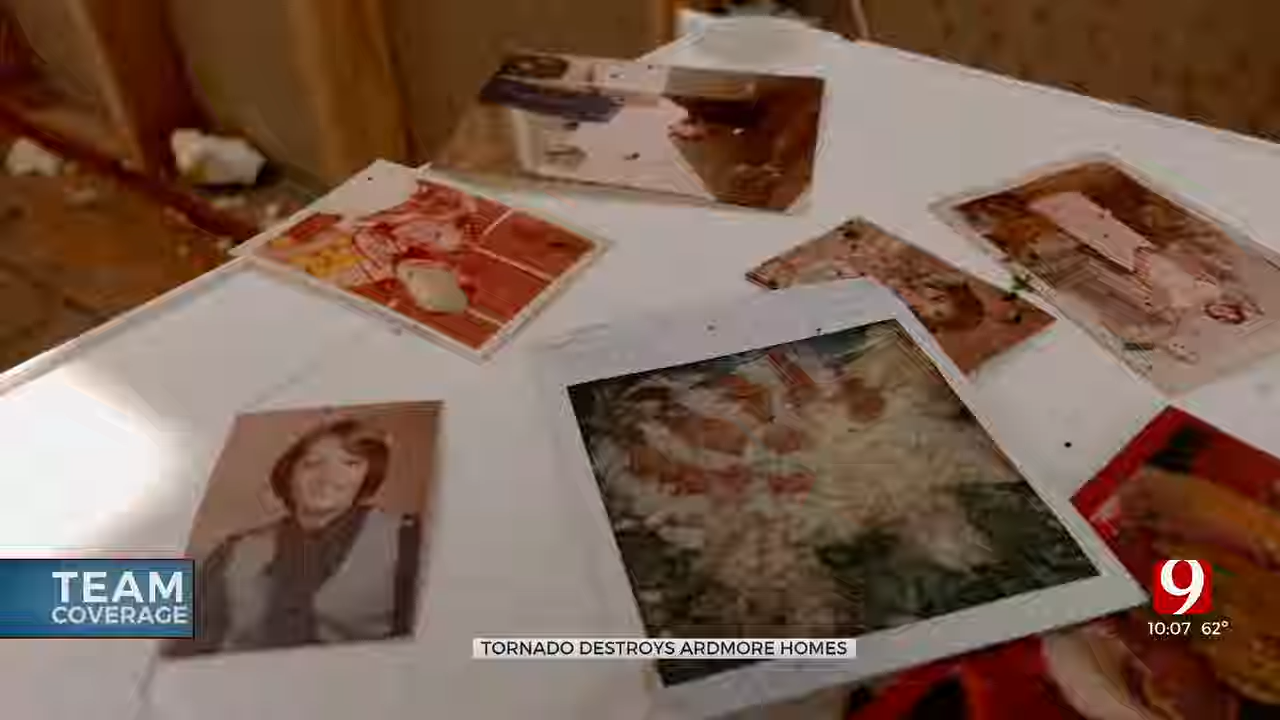 TEAM
COVERAGE
9
10:07 62°
TORNADO DESTROYS ARDMORE HOMES